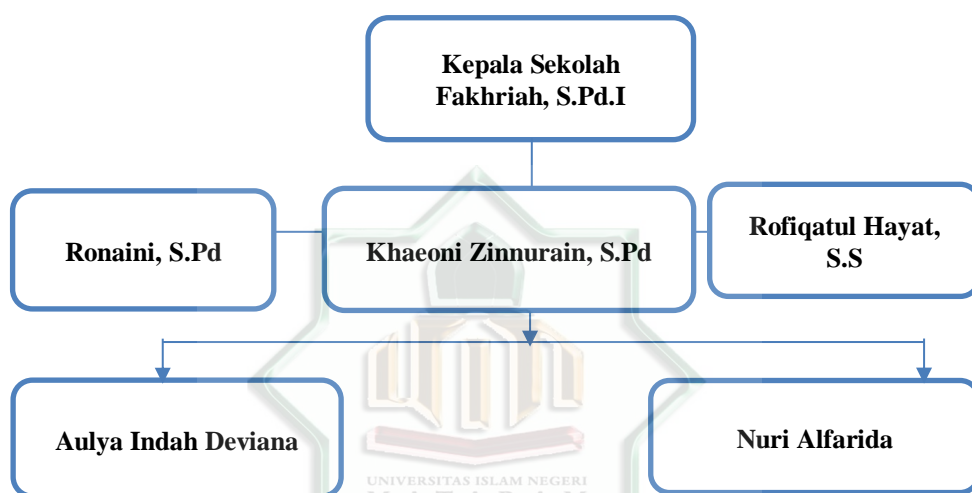 Kepala Sekolah
Fakhriah, S.Pd.I
Ronaini, S.Pd
Khaeoni Zinnurain, S.Pd
Rofiqatul Hayat,
S.S
Aulya Indah Deviana
Nuri Alfarida
UNIVERSITAS ISLAM NEGERI